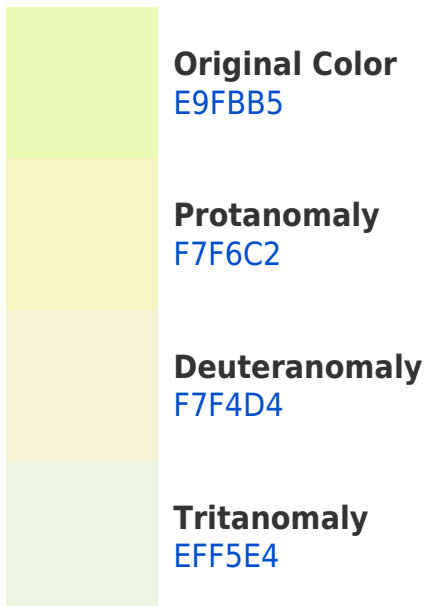 Original Color
E9FBB5
Protanomaly
F7F6C2
Deuteranomaly
F7F4D4
Tritanomaly
EFF5E4